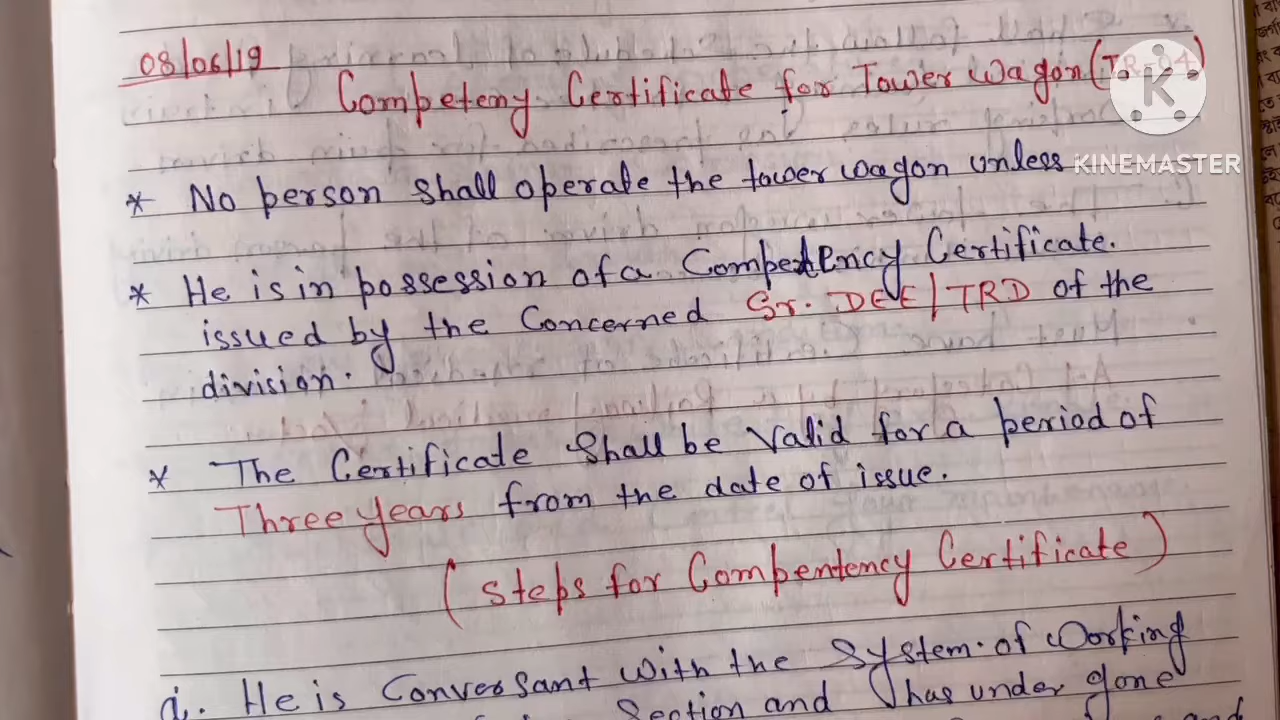 08/06/19
Competeny Certificate for Tower Wagon (TR-04)
KINEMASTER
* No person shall operate the tower wagon unless
* He is in possession of a Competency Certificate.
issued by the Concerned Sr. DEE/TRD of the
division.
* The Certificate shall be Valid for a period of
Three years from the date of issue.
(Steps for Compentency Certificate)
He is Conversant with the System of Working
Section and has under gone